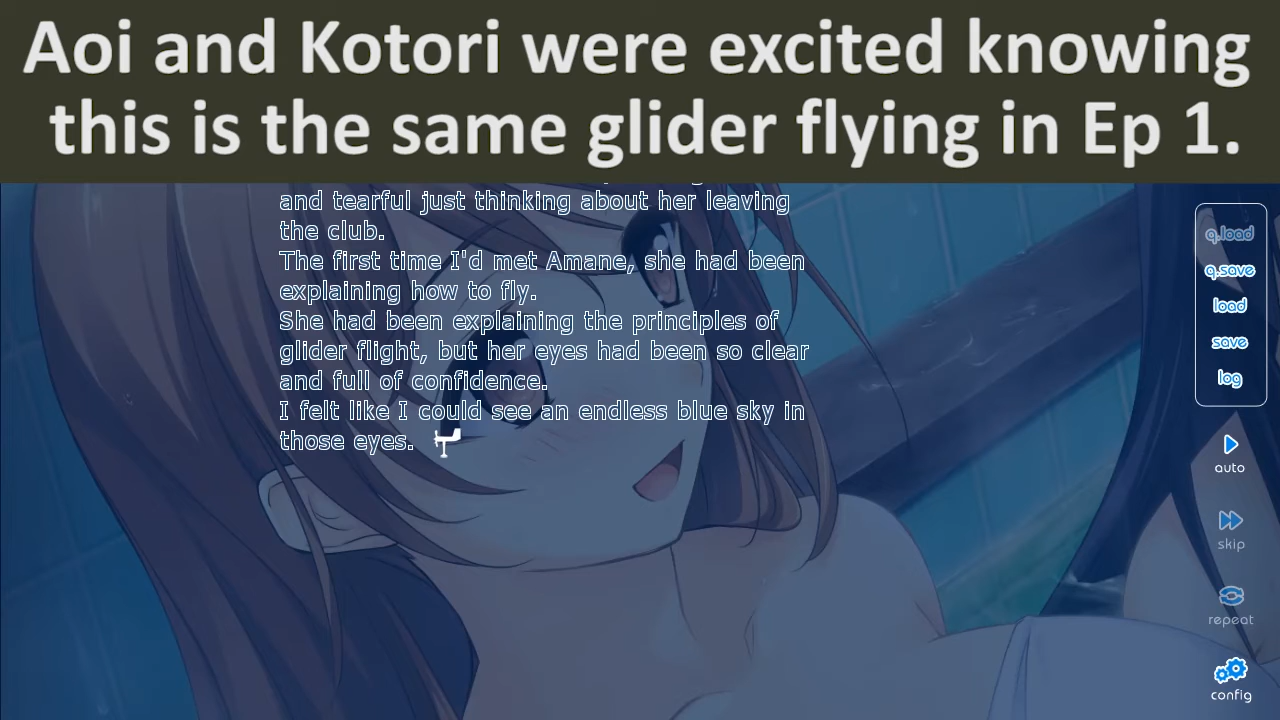 Aoi and Kotori were excited knowing
this is the same glider flying in Ep 1.
and tearful just thinking about her leaving
the club.
The first time I'd met Amane, she had been
explaining how to fly.
She had been explaining the principles of
glider flight, but her eyes had been so clear
and full of confidence.
I felt like I could see an endless blue sky in
those eyes.
q.load
q.save
load
save
log
auto
skip
repeat
config